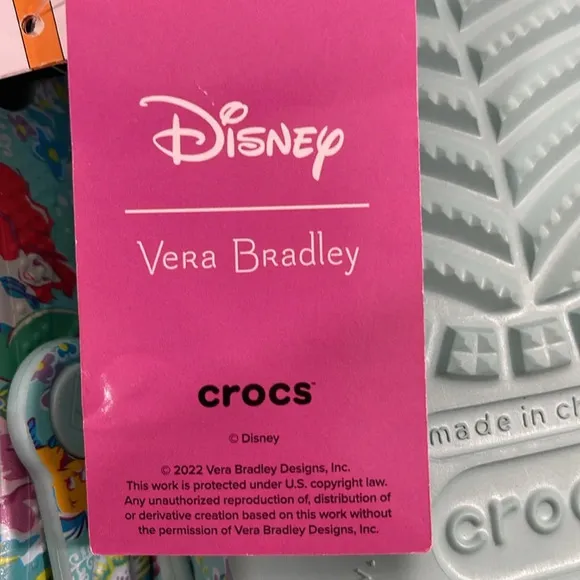 Disney
Vera Bradley
crocs™
© Disney
© 2022 Vera Bradley Designs, Inc.
This work is protected under U.S. copyright law.
Any unauthorized reproduction of, distribution of
or derivative creation based on this work without
the permission of Vera Bradley Designs, Inc.
made in ch
croc